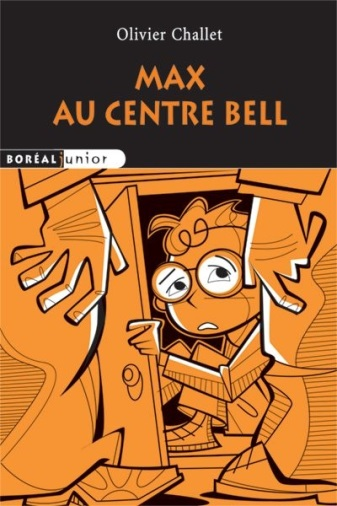 Olivier Challet
MAX
AU CENTRE BELL
BORÉAL junior